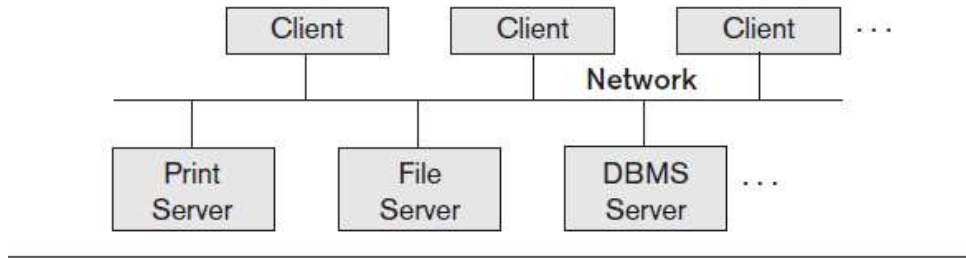 Client Client Client ...
Network
Print File DBMS ...
Server Server Server